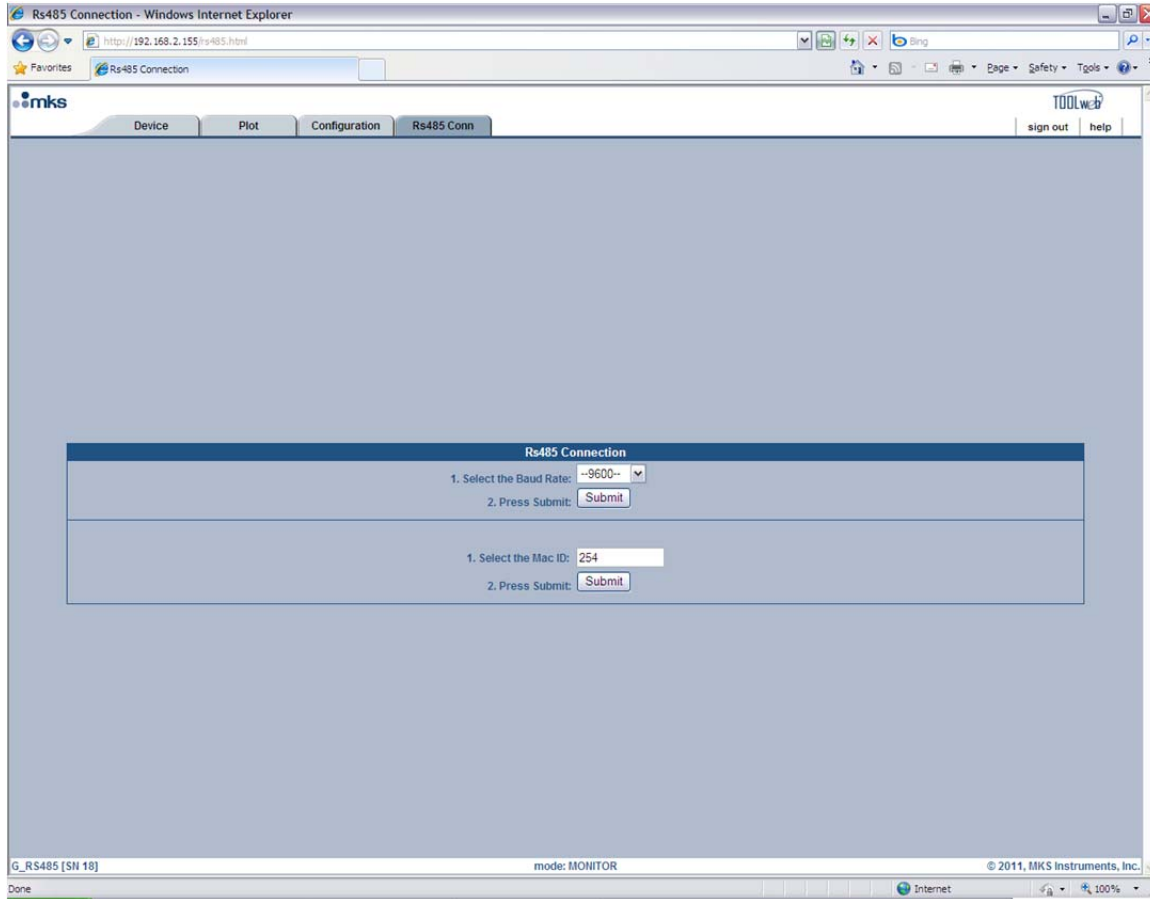 Rs485 Connection - Windows Internet Explorer
http://192.168.2.155/rs485.html
Bing
Favorites Rs485 Connection Page Safety Tools
mks TOOLweb
Device Plot Configuration Rs485 Conn sign out help
Rs485 Connection
1. Select the Baud Rate: --9600--
2. Press Submit: Submit
1. Select the Mac ID: 254
2. Press Submit: Submit
G_RS485 [SN 18] mode: MONITOR © 2011, MKS Instruments, Inc.
Done Internet 100%